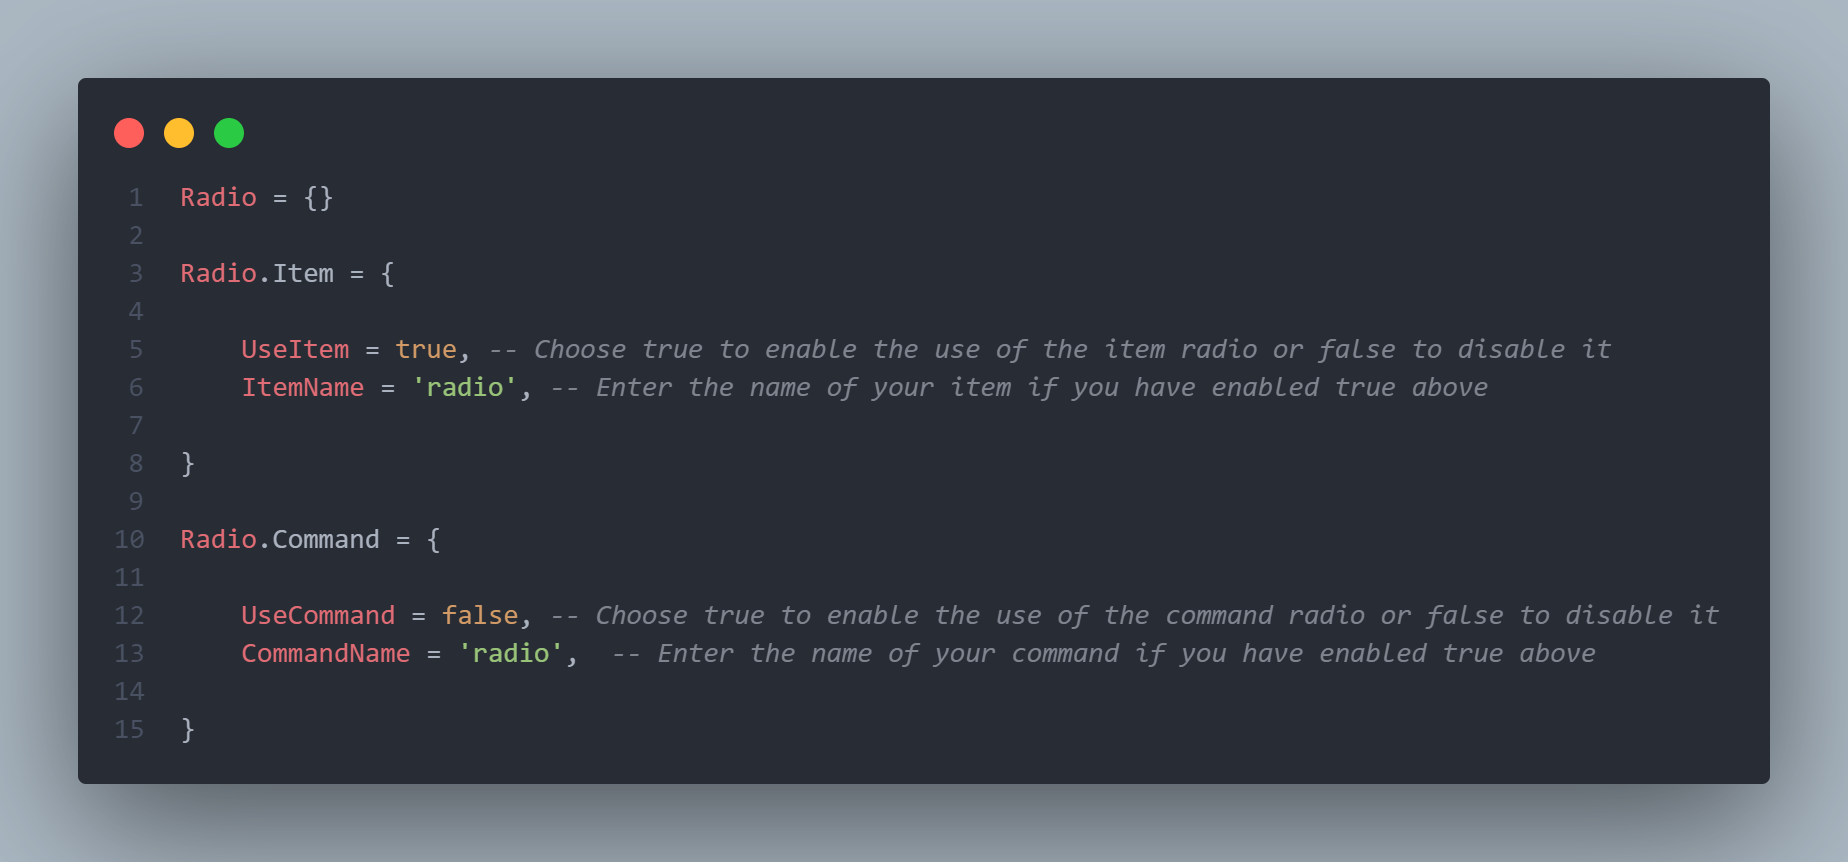 1 Radio = {}
2
3 Radio.Item = {
4
5     UseItem = true, -- Choose true to enable the use of the item radio or false to disable it
6     ItemName = 'radio', -- Enter the name of your item if you have enabled true above
7
8 }
9
10 Radio.Command = {
11
12     UseCommand = false, -- Choose true to enable the use of the command radio or false to disable it
13     CommandName = 'radio',  -- Enter the name of your command if you have enabled true above
14
15 }